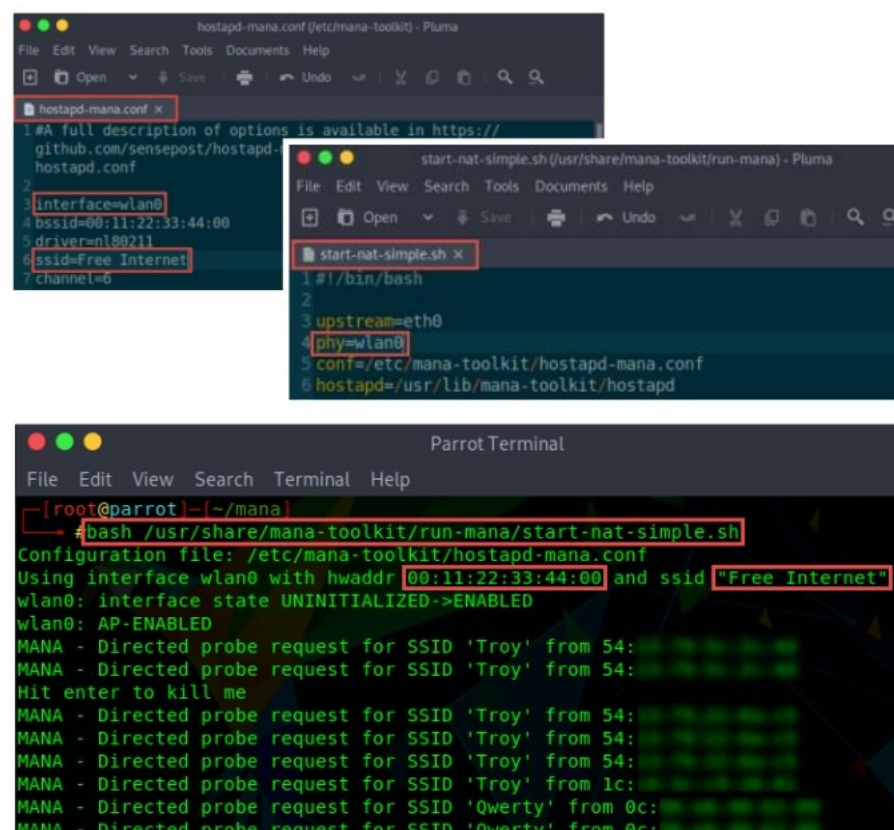 hostapd-mana.conf (/etc/mana-toolkit) - Pluma
File Edit View Search Tools Documents Help
Open Save Undo
hostapd-mana.conf ×
1 #A full description of options is available in https://
github.com/sensepost/hostapd-
hostapd.conf
2
3 interface=wlan0
4 bssid=00:11:22:33:44:00
5 driver=nl80211
6 ssid=Free Internet
7 channel=6
start-nat-simple.sh (/usr/share/mana-toolkit/run-mana) - Pluma
File Edit View Search Tools Documents Help
Open Save Undo
start-nat-simple.sh ×
1 #!/bin/bash
2
3 upstream=eth0
4 phy=wlan0
5 conf=/etc/mana-toolkit/hostapd-mana.conf
6 hostapd=/usr/lib/mana-toolkit/hostapd
Parrot Terminal
File Edit View Search Terminal Help
[root@parrot]-[~/mana]
#bash /usr/share/mana-toolkit/run-mana/start-nat-simple.sh
Configuration file: /etc/mana-toolkit/hostapd-mana.conf
Using interface wlan0 with hwaddr 00:11:22:33:44:00 and ssid "Free Internet"
wlan0: interface state UNINITIALIZED->ENABLED
wlan0: AP-ENABLED
MANA - Directed probe request for SSID 'Troy' from 54:
MANA - Directed probe request for SSID 'Troy' from 54:
Hit enter to kill me
MANA - Directed probe request for SSID 'Troy' from 54:
MANA - Directed probe request for SSID 'Troy' from 54:
MANA - Directed probe request for SSID 'Troy' from 54:
MANA - Directed probe request for SSID 'Troy' from 1c:
MANA - Directed probe request for SSID 'Qwerty' from 0c:
MANA - Directed probe request for SSID 'Qwerty' from 0c: